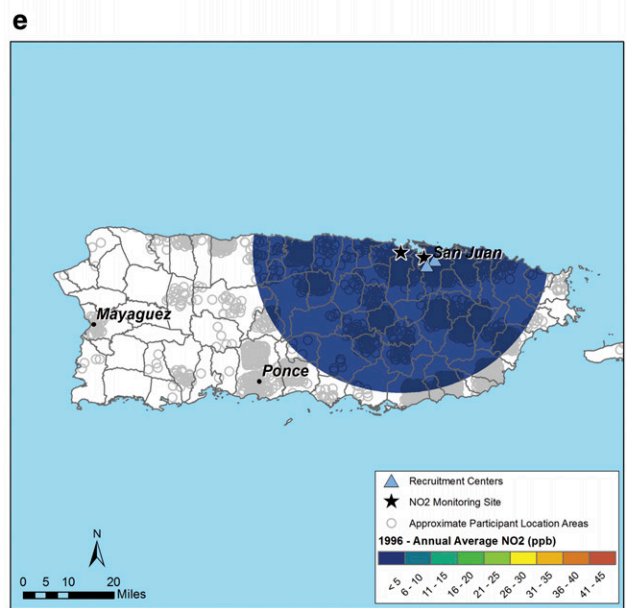 e
San Juan
Mayaguez
Ponce
Recruitment Centers
NO2 Monitoring Site
Approximate Participant Location Areas
1996 - Annual Average NO2 (ppb)
< 5 6 - 10 11 - 15 16 - 20 21 - 25 26 - 30 31 - 35 36 - 40 41 - 45
N
0 5 10 20
Miles